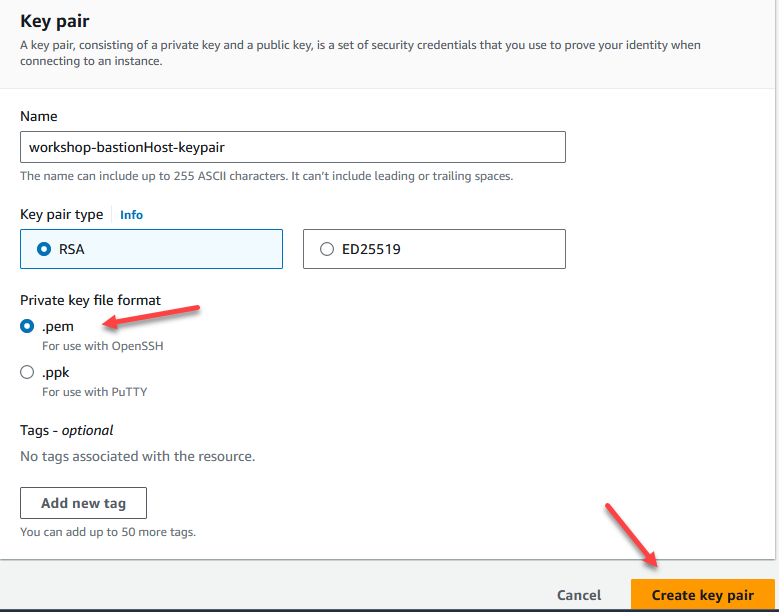 Key pair
A key pair, consisting of a private key and a public key, is a set of security credentials that you use to prove your identity when
connecting to an instance.
Name
workshop-bastionHost-keypair
The name can include up to 255 ASCII characters. It can't include leading or trailing spaces.
Key pair type Info
RSA ED25519
Private key file format
.pem
For use with OpenSSH
.ppk
For use with PuTTY
Tags - optional
No tags associated with the resource.
Add new tag
You can add up to 50 more tags.
Cancel Create key pair